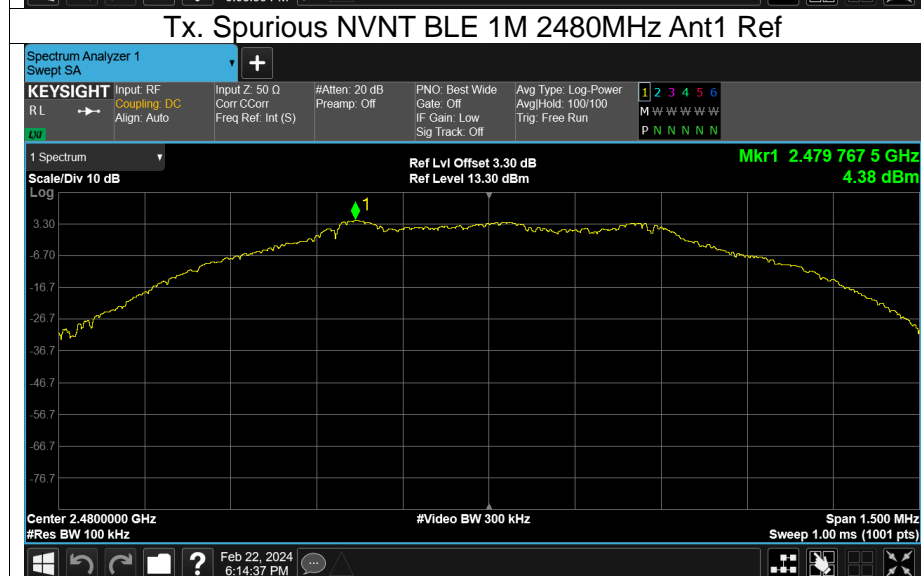 Tx. Spurious NVNT BLE 1M 2480MHz Ant1 Ref
Spectrum Analyzer 1
Swept SA
+
KEYSIGHT Input: RF Input Z: 50 Ω #Atten: 20 dB PNO: Best Wide Avg Type: Log-Power 1 2 3 4 5 6
RL Coupling: DC Corr CCorr Preamp: Off Gate: Off Avg|Hold: 100/100 M W W W W W
Align: Auto Freq Ref: Int (S) IF Gain: Low Trig: Free Run
LXI Sig Track: Off P N N N N N
1 Spectrum Ref Lvl Offset 3.30 dB Mkr1 2.479 767 5 GHz
Scale/Div 10 dB Ref Level 13.30 dBm 4.38 dBm
Log
1
3.30
-6.70
-16.7
-26.7
-36.7
-46.7
-56.7
-66.7
-76.7
Center 2.4800000 GHz #Video BW 300 kHz Span 1.500 MHz
#Res BW 100 kHz Sweep 1.00 ms (1001 pts)
? Feb 22, 2024
6:14:37 PM